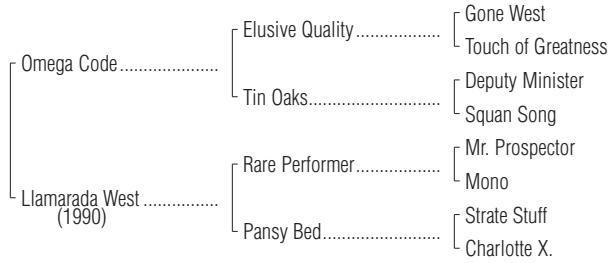 Gone West
Elusive Quality..................
Touch of Greatness
Omega Code.....................
Deputy Minister
Tin Oaks............................
Squan Song
Mr. Prospector
Rare Performer..................
Mono
Llamarada West ................
(1990)
Strate Stuff
Pansy Bed.........................
Charlotte X.